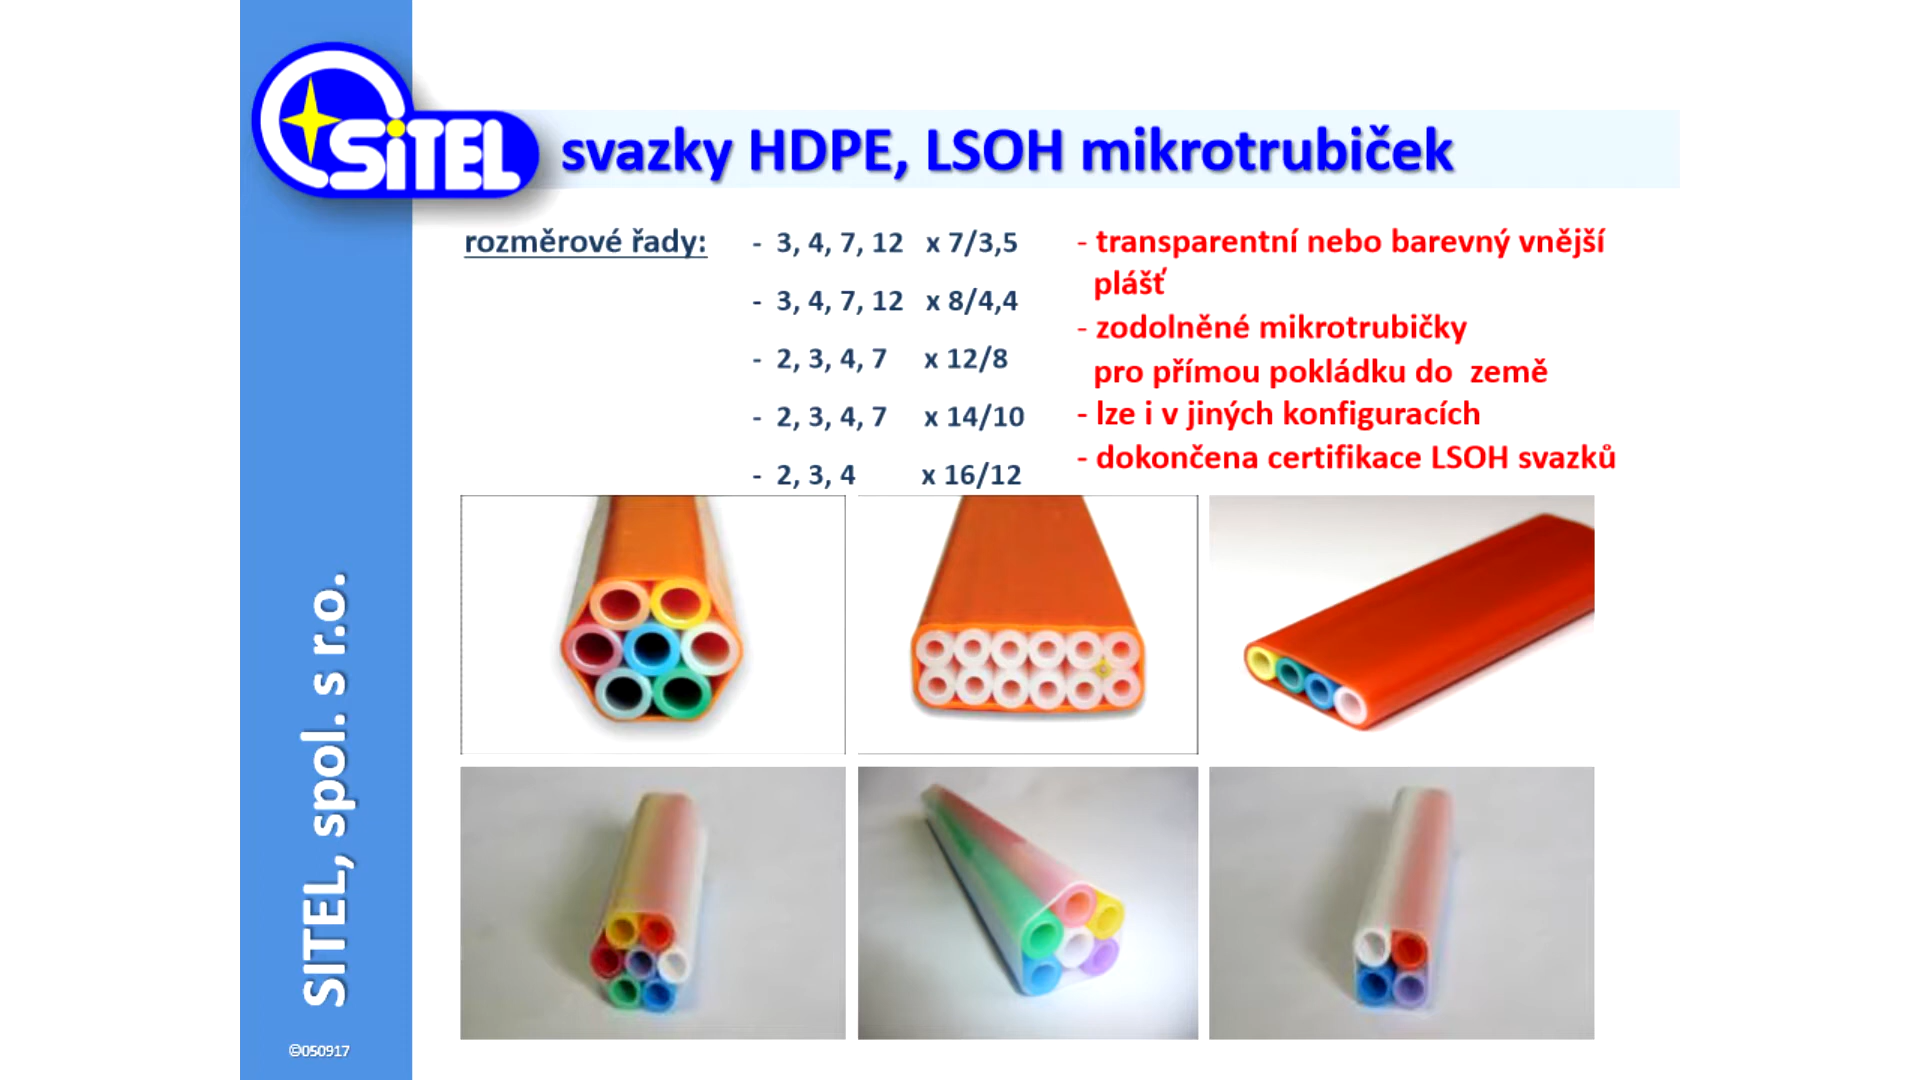 SiTEL
svazky HDPE, LSOH mikrotrubiček
rozměrové řady:
- 3, 4, 7, 12 x 7/3,5
- 3, 4, 7, 12 x 8/4,4
- 2, 3, 4, 7 x 12/8
- 2, 3, 4, 7 x 14/10
- 2, 3, 4 x 16/12
- transparentní nebo barevný vnější
plášť
- zodolněné mikrotrubičky
pro přímou pokládku do země
- lze i v jiných konfiguracích
- dokončena certifikace LSOH svazků
SITEL, spol. s r.o.
©050917